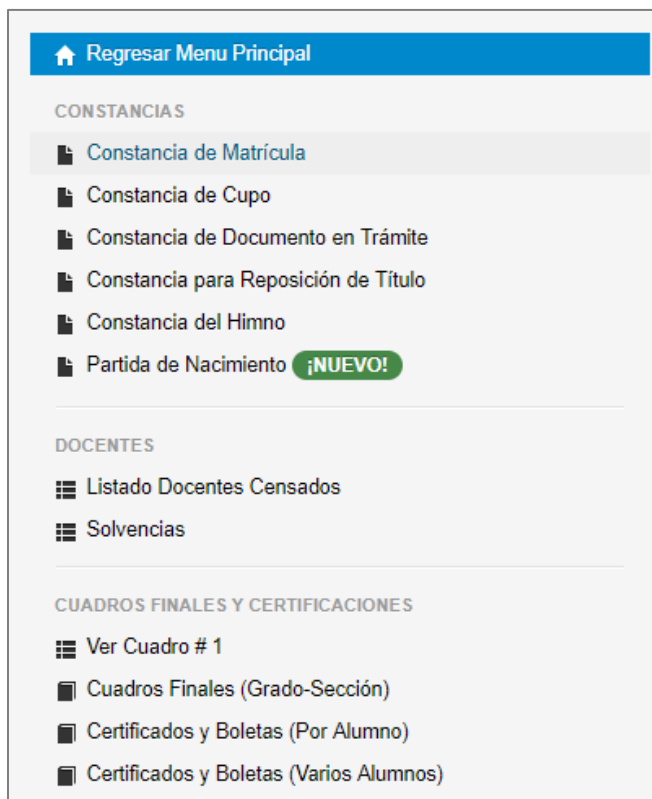 Regresar Menu Principal
CONSTANCIAS
Constancia de Matrícula
Constancia de Cupo
Constancia de Documento en Trámite
Constancia para Reposición de Título
Constancia del Himno
Partida de Nacimiento ¡NUEVO!
DOCENTES
Listado Docentes Censados
Solvencias
CUADROS FINALES Y CERTIFICACIONES
Ver Cuadro # 1
Cuadros Finales (Grado-Sección)
Certificados y Boletas (Por Alumno)
Certificados y Boletas (Varios Alumnos)